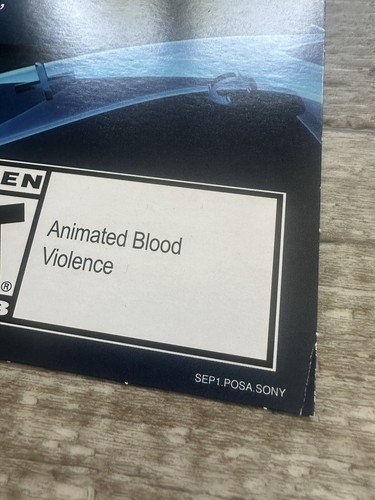 EN
Animated Blood
Violence
®
B
SEP1.POSA.SONY